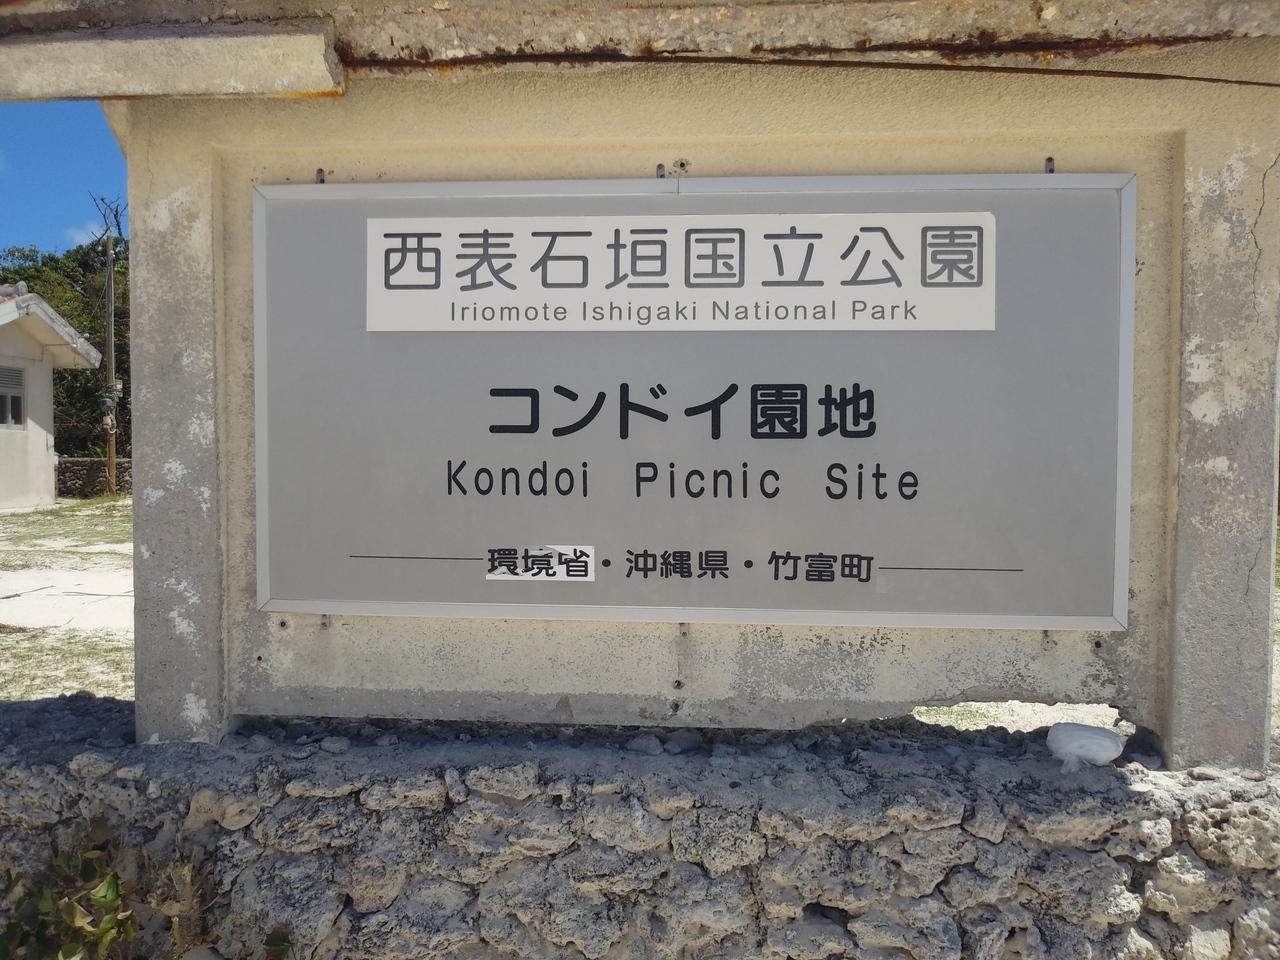 西表石垣国立公園
Iriomote Ishigaki National Park
コンドイ園地
Kondoi Picnic Site
環境省・沖縄県・竹富町